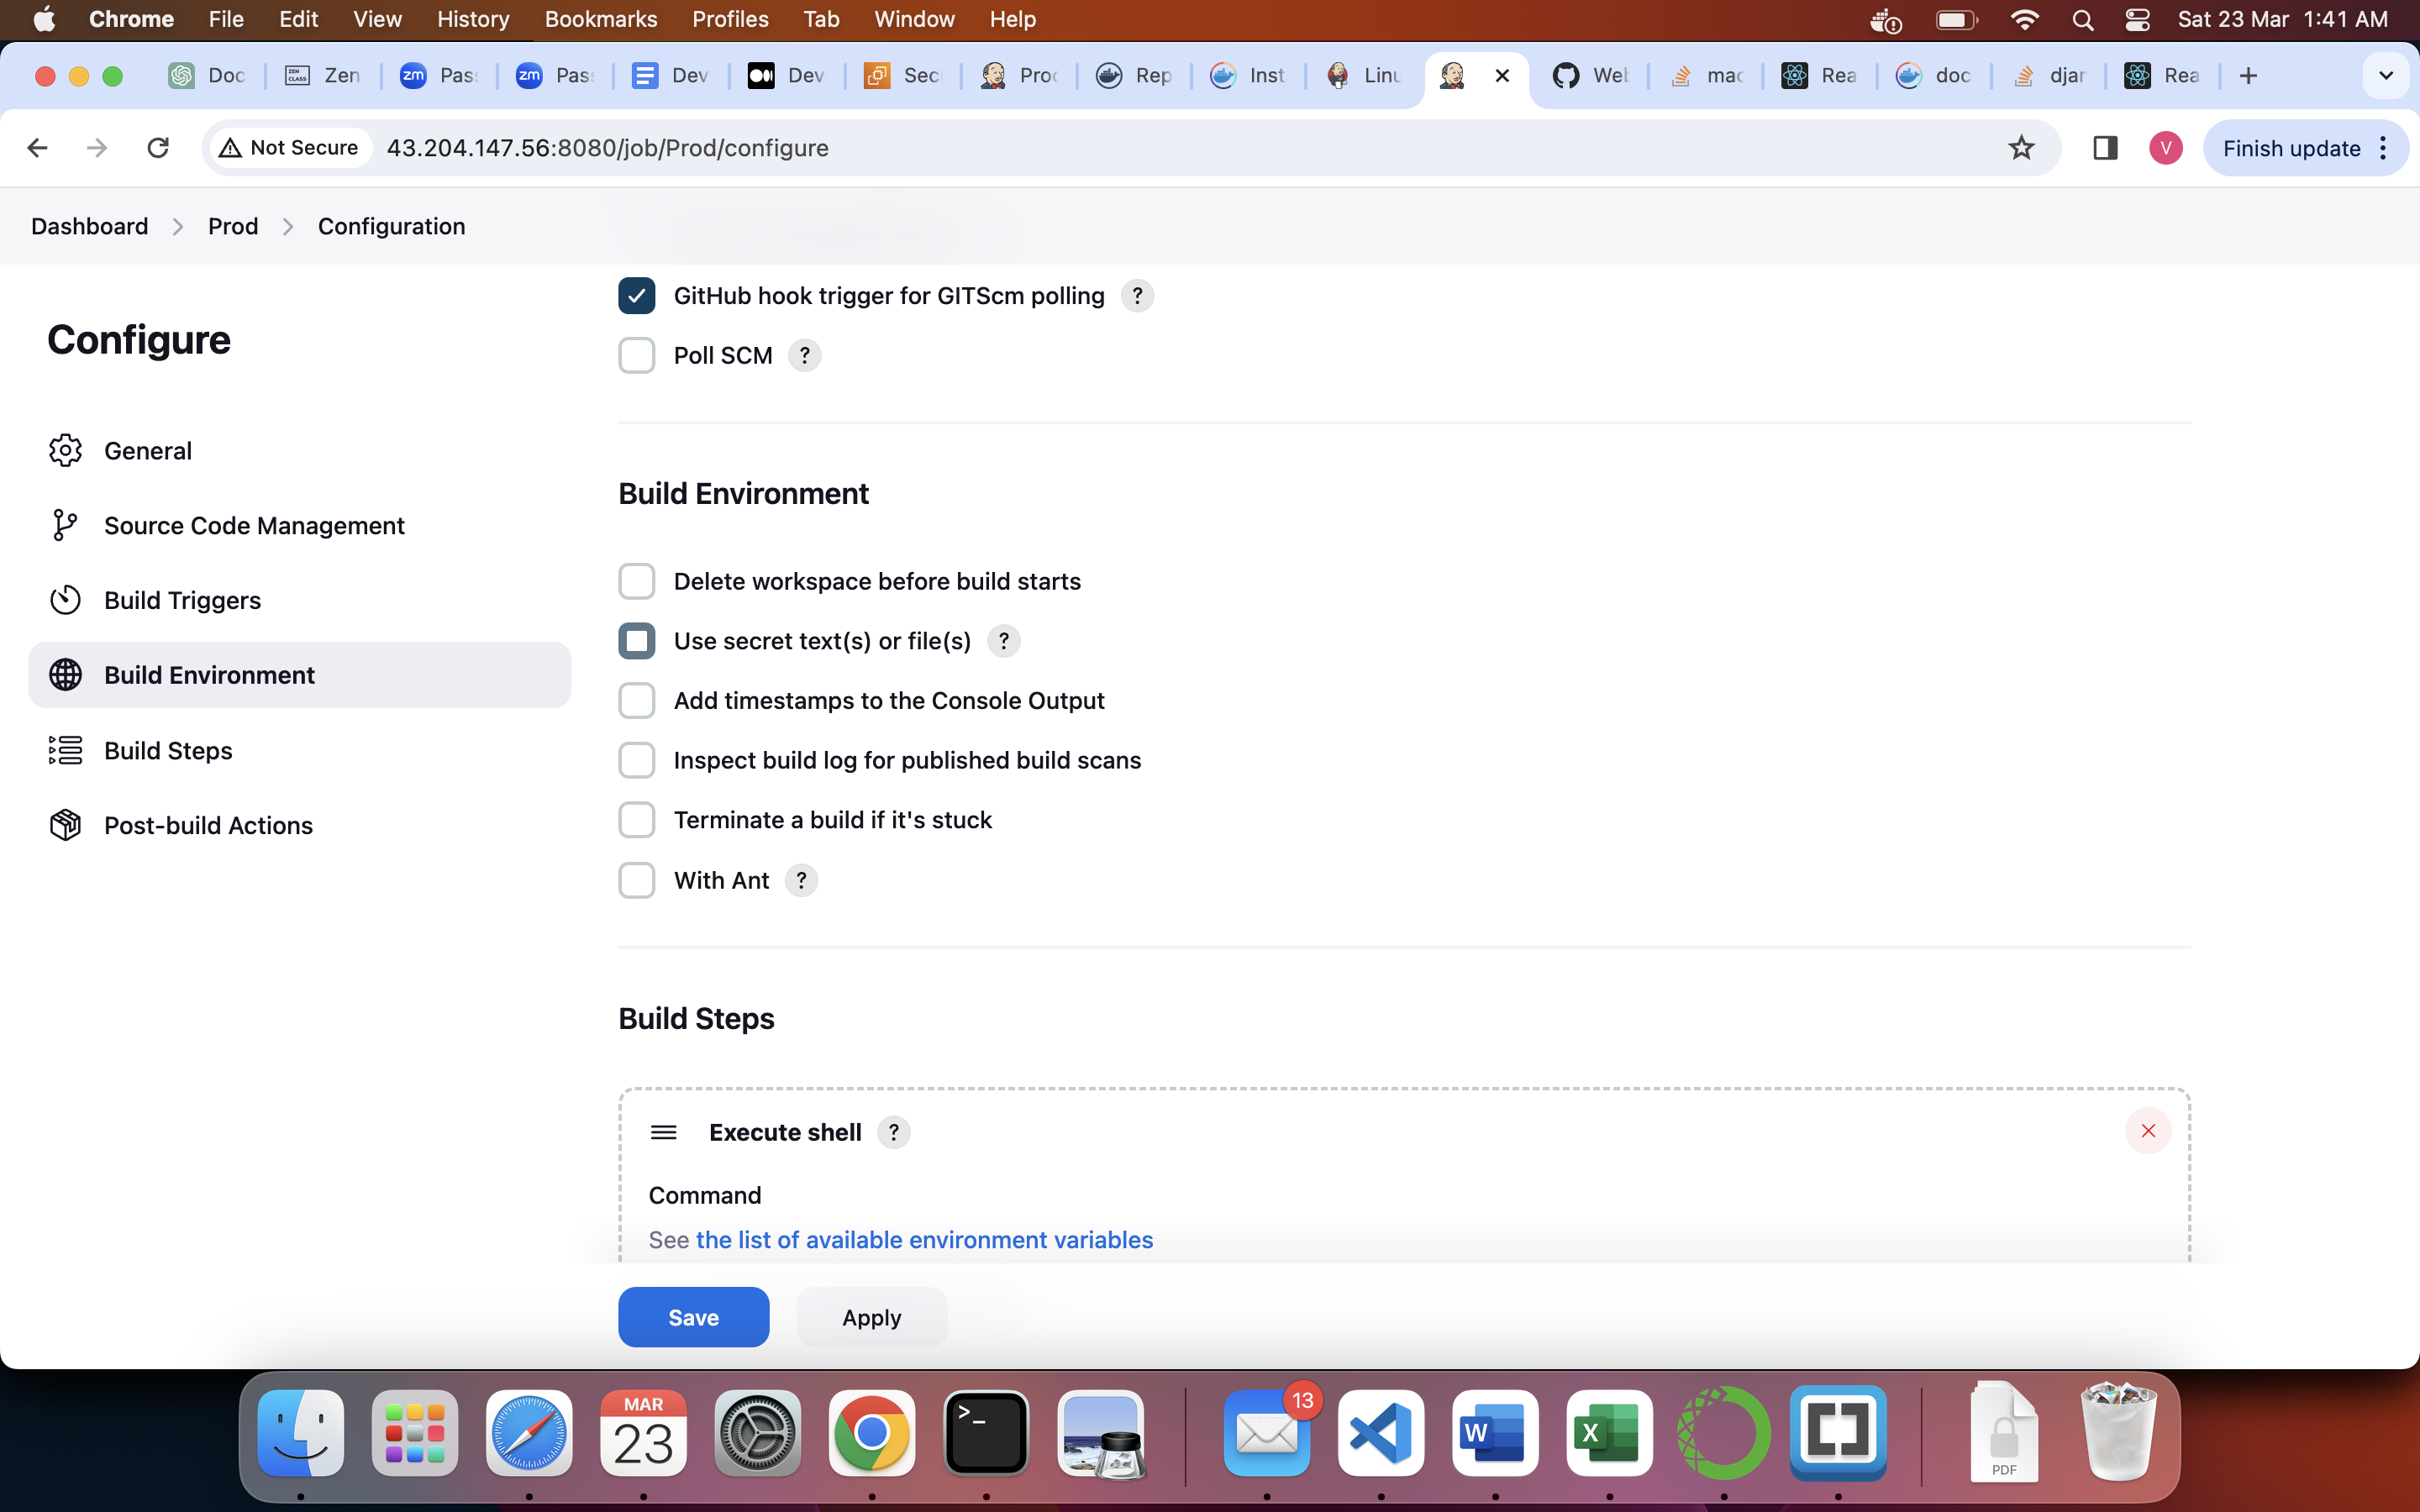 Chrome File Edit View History Bookmarks Profiles Tab Window Help Sat 23 Mar 1:41 AM
Doc Zen Pas Pas Dev Dev Sec Proc Rep Inst Linu Web mac Rea doc djar Rea
Not Secure 43.204.147.56:8080/job/Prod/configure V Finish update
Dashboard Prod Configuration
GitHub hook trigger for GITScm polling ?
Poll SCM ?
Configure
General
Source Code Management
Build Triggers
Build Environment
Build Steps
Post-build Actions
Build Environment
Delete workspace before build starts
Use secret text(s) or file(s) ?
Add timestamps to the Console Output
Inspect build log for published build scans
Terminate a build if it's stuck
With Ant ?
Build Steps
Execute shell ?
Command
See the list of available environment variables
Save Apply
MAR
23
>_
13
W
X
PDF